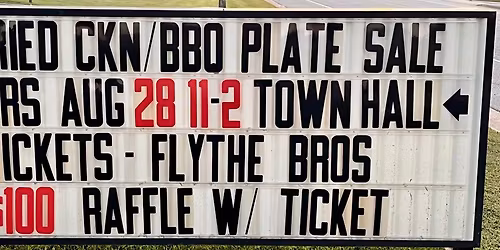 RIED CKN/BBQ PLATE SALE
RS AUG 28 11-2 TOWN HALL
ICKETS - FLYTHE BROS
$100 RAFFLE W/ TICKET